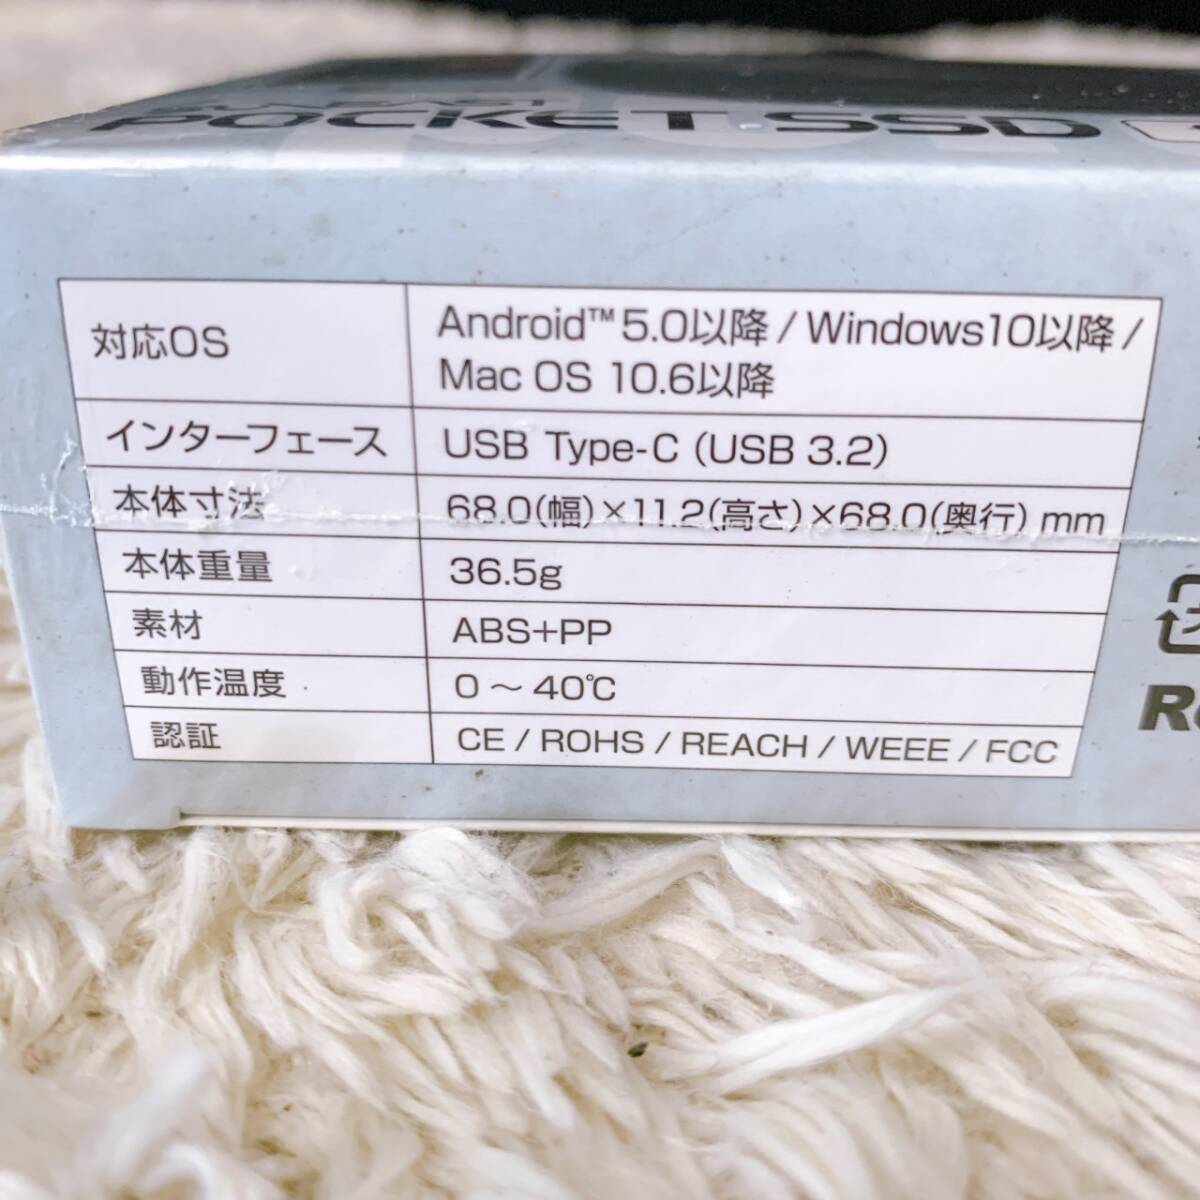 POCKET SSD
対応OS
Android™ 5.0以降 / Windows10以降 /
Mac OS 10.6以降
インターフェース
USB Type-C (USB 3.2)
本体寸法
68.0(幅)×11.2(高さ)×68.0(奥行) mm
本体重量
36.5g
素材
ABS+PP
動作温度
0 ～ 40℃
認証
CE / ROHS / REACH / WEEE / FCC